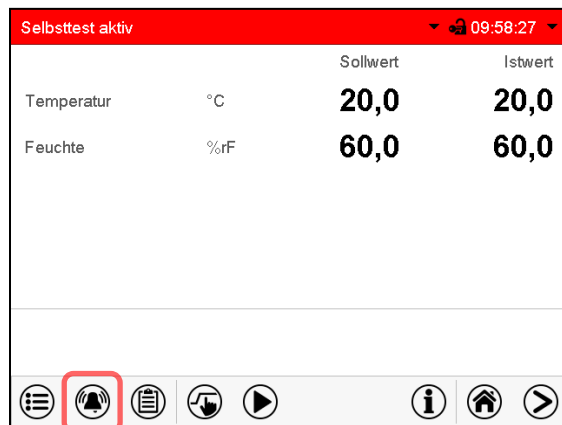 Selbsttest aktiv 09:58:27
Sollwert Istwert
Temperatur °C 20,0 20,0
Feuchte %rF 60,0 60,0